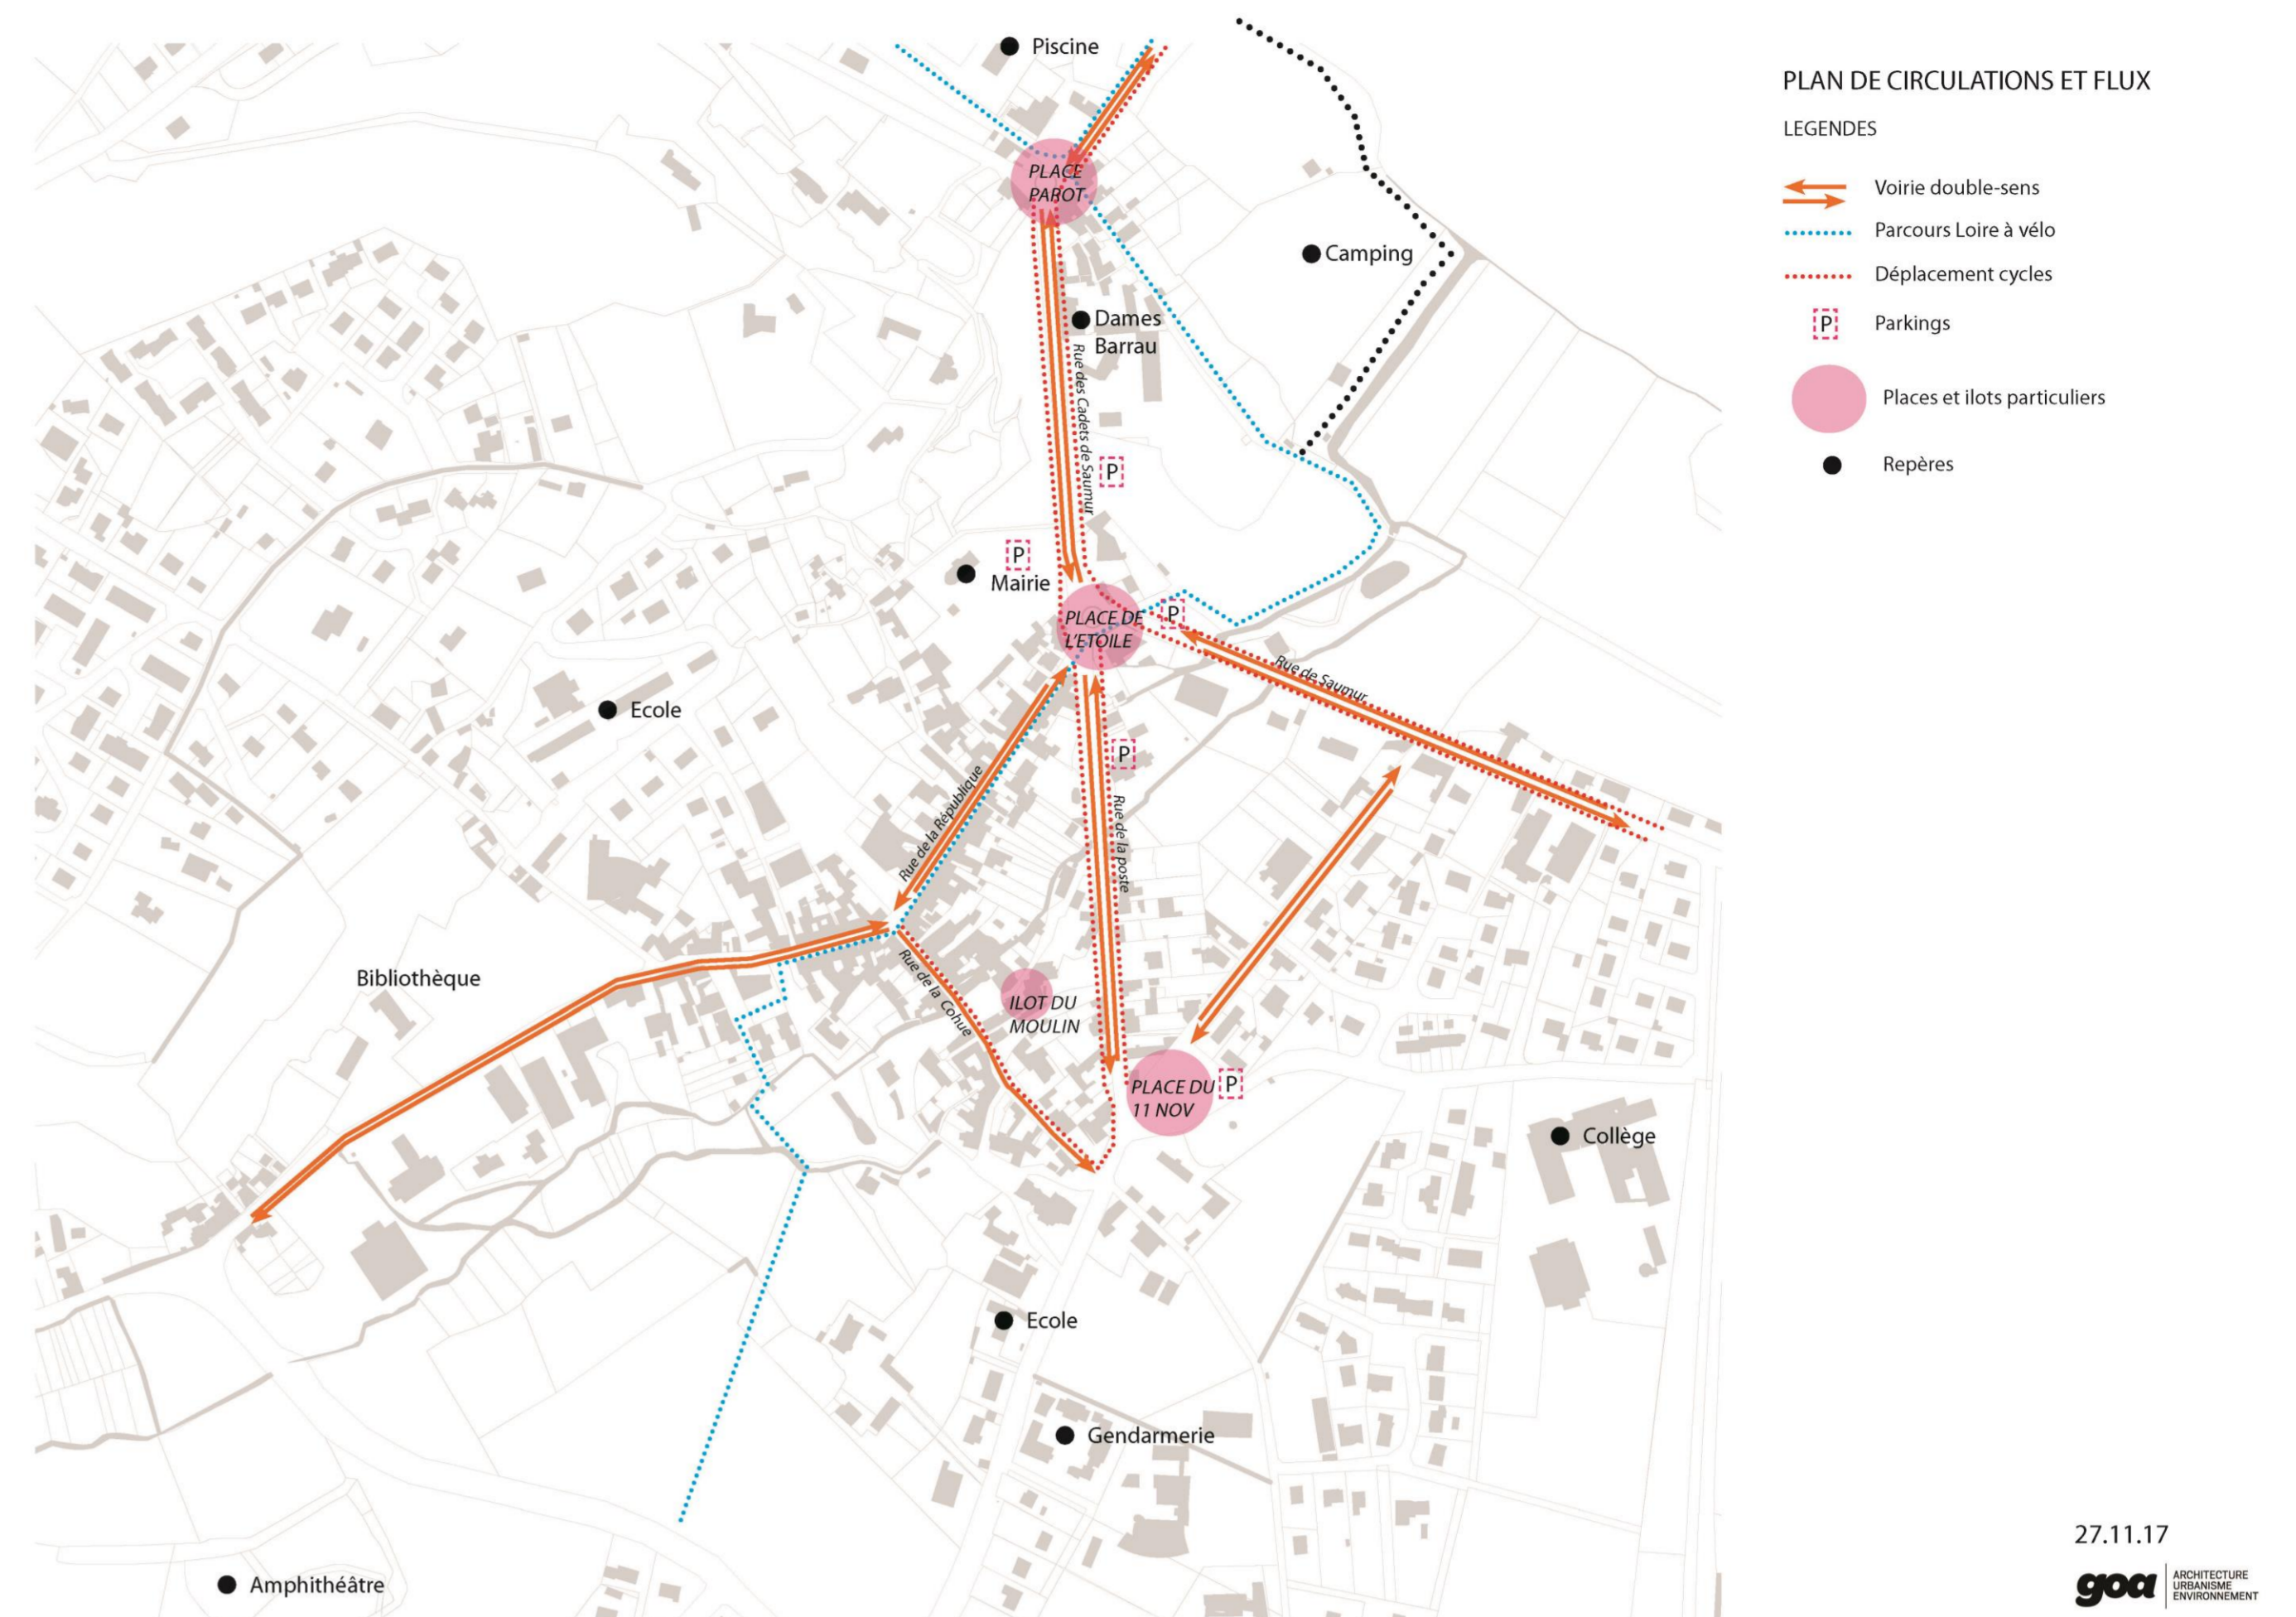 Piscine
PLACE
PAROT
Camping
Dames
Barrau
Rue des Cadets de Saumur
P
P
Mairie
PLACE DE
L'ETOILE
P
Rue de Saumur
Ecole
P
Rue de la République
Rue de la poste
Bibliothèque
Rue de la Cohue
ILOT DU
MOULIN
PLACE DU
11 NOV
P
Collège
Ecole
Gendarmerie
Amphithéâtre
PLAN DE CIRCULATIONS ET FLUX
LEGENDES
Voirie double-sens
Parcours Loire à vélo
Déplacement cycles
P Parkings
Places et ilots particuliers
Repères
27.11.17
goa
ARCHITECTURE
URBANISME
ENVIRONNEMENT